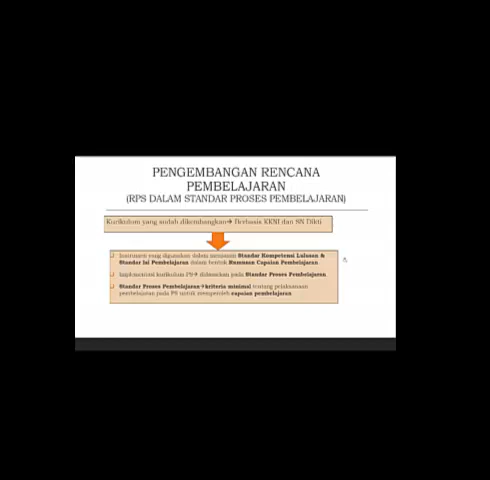 PENGEMBANGAN RENCANA
PEMBELAJARAN
(RPS DALAM STANDAR PROSES PEMBELAJARAN)
Kurikulum yang sudah dikembangkan→ Berbasis KKNI dan SN Dikti
Instrumen yang digunakan dalam menyusun Standar Kompetensi Lulusan &
Standar Isi Pembelajaran dalam bentuk Rumusan Capaian Pembelajaran
Implementasi kurikulum PS→ didasarkan pada Standar Proses Pembelajaran
Standar Proses Pembelajaran→kriteria minimal tentang pelaksanaan
pembelajaran pada PS untuk memperoleh capaian pembelajaran